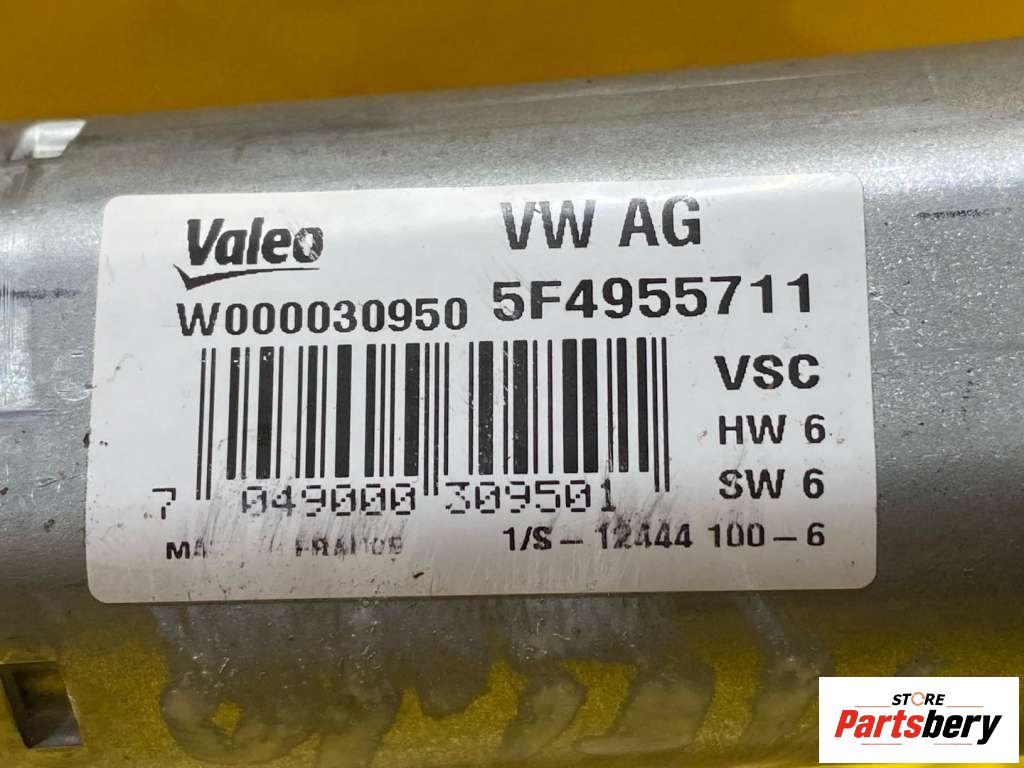 Valeo VW AG
W000030950 5F4955711
VSC
HW 6
SW 6
7 049000 309501
FRANCE 1/S-12444 100-6
STORE
Partsbery